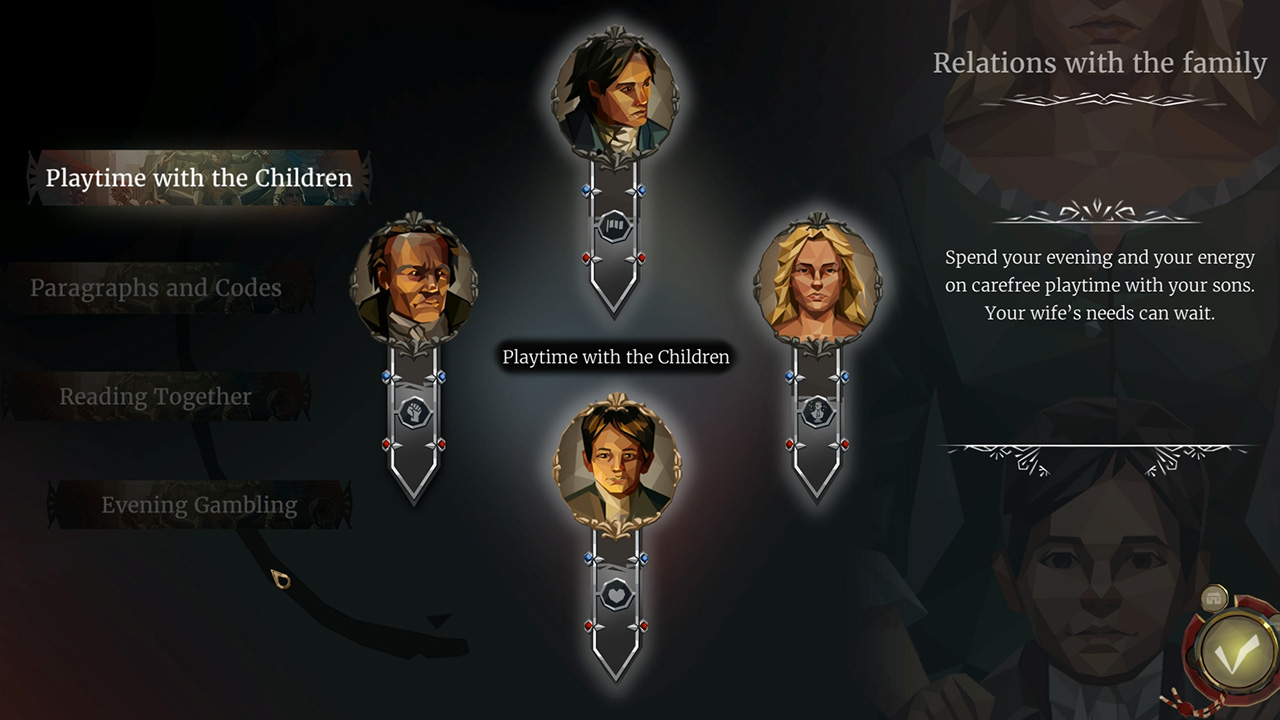 Relations with the family
Playtime with the Children
Paragraphs and Codes
Reading Together
Evening Gambling
Playtime with the Children
Spend your evening and your energy
on carefree playtime with your sons.
Your wife’s needs can wait.